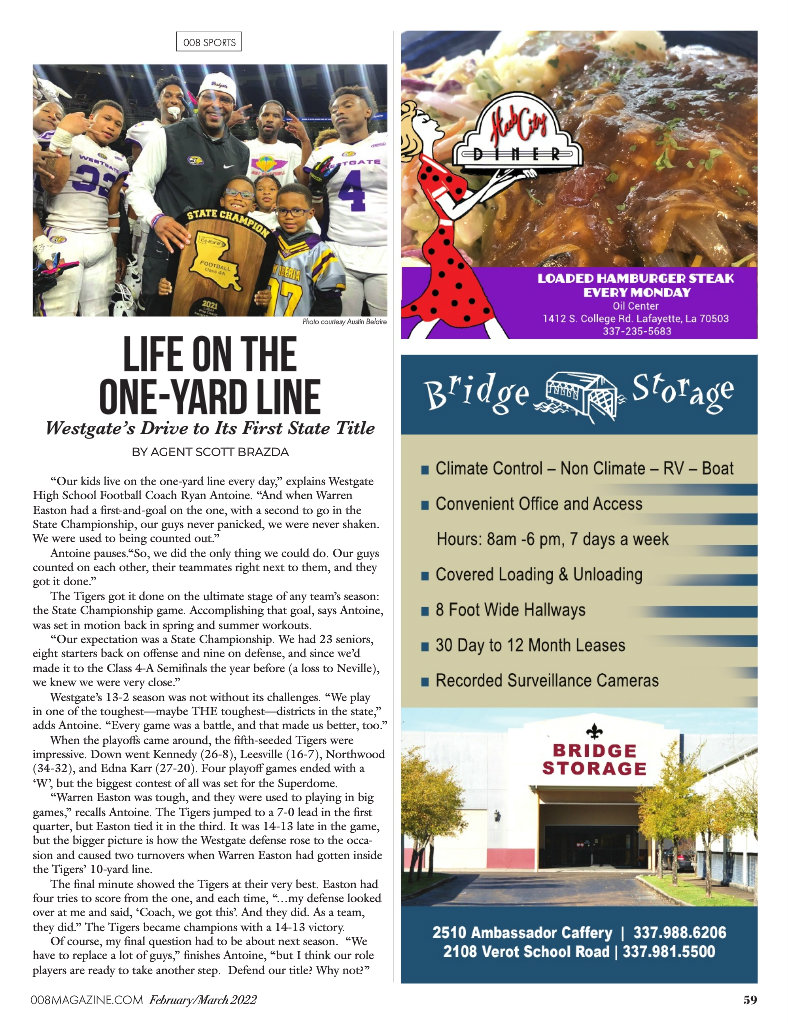 008 SPORTS
WESTGATE
33
WESTGATE
4
STATE CHAMPION
FOOTBALL
Class 4A
2021
Photo courtesy Austin Belaire
LIFE ON THE
ONE-YARD LINE
Westgate's Drive to Its First State Title
BY AGENT SCOTT BRAZDA
“Our kids live on the one-yard line every day,” explains Westgate
High School Football Coach Ryan Antoine. “And when Warren
Easton had a first-and-goal on the one, with a second to go in the
State Championship, our guys never panicked, we were never shaken.
We were used to being counted out.”
Antoine pauses.“So, we did the only thing we could do. Our guys
counted on each other, their teammates right next to them, and they
got it done.”
The Tigers got it done on the ultimate stage of any team’s season:
the State Championship game. Accomplishing that goal, says Antoine,
was set in motion back in spring and summer workouts.
“Our expectation was a State Championship. We had 23 seniors,
eight starters back on offense and nine on defense, and since we’d
made it to the Class 4-A Semifinals the year before (a loss to Neville),
we knew we were very close.”
Westgate’s 13-2 season was not without its challenges. “We play
in one of the toughest—maybe THE toughest—districts in the state,”
adds Antoine. “Every game was a battle, and that made us better, too.”
When the playoffs came around, the fifth-seeded Tigers were
impressive. Down went Kennedy (26-8), Leesville (16-7), Northwood
(34-32), and Edna Karr (27-20). Four playoff games ended with a
‘W’, but the biggest contest of all was set for the Superdome.
“Warren Easton was tough, and they were used to playing in big
games,” recalls Antoine. The Tigers jumped to a 7-0 lead in the first
quarter, but Easton tied it in the third. It was 14-13 late in the game,
but the bigger picture is how the Westgate defense rose to the occa-
sion and caused two turnovers when Warren Easton had gotten inside
the Tigers’ 10-yard line.
The final minute showed the Tigers at their very best. Easton had
four tries to score from the one, and each time, “…my defense looked
over at me and said, ‘Coach, we got this’. And they did. As a team,
they did.” The Tigers became champions with a 14-13 victory.
Of course, my final question had to be about next season. “We
have to replace a lot of guys,” finishes Antoine, “but I think our role
players are ready to take another step. Defend our title? Why not?”
008MAGAZINE.COM February/March 2022
Hub City
DINER
LOADED HAMBURGER STEAK
EVERY MONDAY
Oil Center
1412 S. College Rd. Lafayette, La 70503
337-235-5683
Bridge Storage
Climate Control – Non Climate – RV – Boat
Convenient Office and Access
Hours: 8am -6 pm, 7 days a week
Covered Loading & Unloading
8 Foot Wide Hallways
30 Day to 12 Month Leases
Recorded Surveillance Cameras
BRIDGE
STORAGE
2510 Ambassador Caffery | 337.988.6206
2108 Verot School Road | 337.981.5500
59